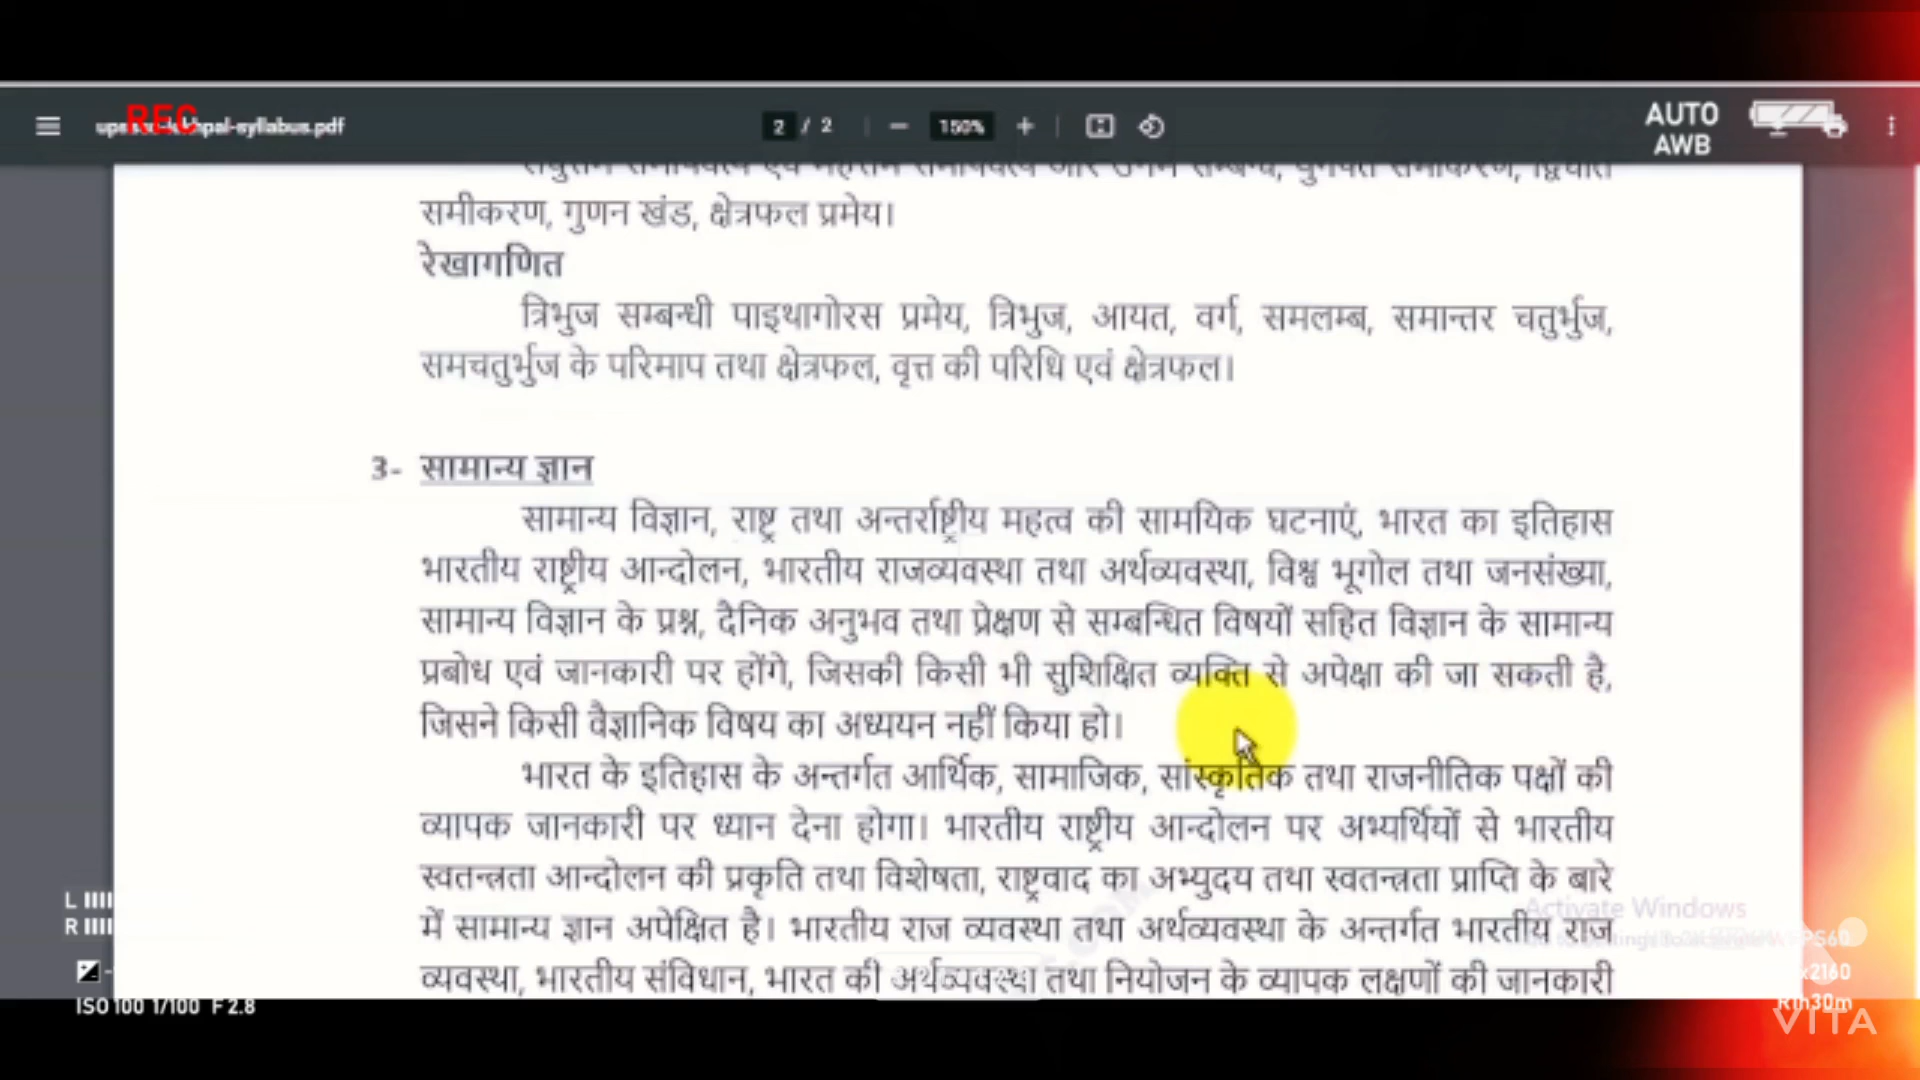 REC
AUTO
AWB
2 / 2
150%
समीकरण, गुणन खंड, क्षेत्रफल प्रमेय।
रेखागणित
त्रिभुज सम्बन्धी पाइथागोरस प्रमेय, त्रिभुज, आयत, वर्ग, समलम्ब, समान्तर चतुर्भुज,
समचतुर्भुज के परिमाप तथा क्षेत्रफल, वृत्त की परिधि एवं क्षेत्रफल।
3- सामान्य ज्ञान
सामान्य विज्ञान, राष्ट्र तथा अन्तर्राष्ट्रीय महत्व की सामयिक घटनाएं, भारत का इतिहास
भारतीय राष्ट्रीय आन्दोलन, भारतीय राजव्यवस्था तथा अर्थव्यवस्था, विश्व भूगोल तथा जनसंख्या,
सामान्य विज्ञान के प्रश्न, दैनिक अनुभव तथा प्रेक्षण से सम्बन्धित विषयों सहित विज्ञान के सामान्य
प्रबोध एवं जानकारी पर होंगे, जिसकी किसी भी सुशिक्षित व्यक्ति से अपेक्षा की जा सकती है,
जिसने किसी वैज्ञानिक विषय का अध्ययन नहीं किया हो।
भारत के इतिहास के अन्तर्गत आर्थिक, सामाजिक, सांस्कृतिक तथा राजनीतिक पक्षों की
व्यापक जानकारी पर ध्यान देना होगा। भारतीय राष्ट्रीय आन्दोलन पर अभ्यर्थियों से भारतीय
स्वतन्त्रता आन्दोलन की प्रकृति तथा विशेषता, राष्ट्रवाद का अभ्युदय तथा स्वतन्त्रता प्राप्ति के बारे
में सामान्य ज्ञान अपेक्षित है। भारतीय राज व्यवस्था तथा अर्थव्यवस्था के अन्तर्गत भारतीय राज
व्यवस्था, भारतीय संविधान, भारत की अर्थव्यवस्था तथा नियोजन के व्यापक लक्षणों की जानकारी
L
R
Activate Windows
ISO100 1/100 F2.8
VITA